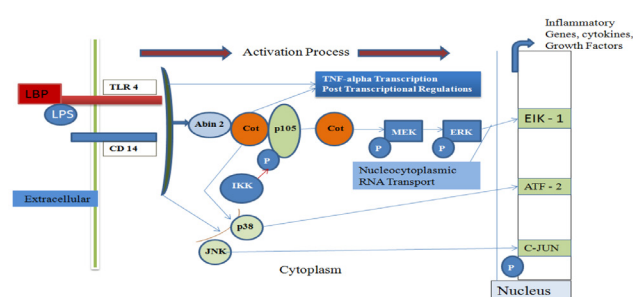 Inflammatory
Genes, cytokines,
Growth Factors
Activation Process
TLR 4
LBP
LPS
CD 14
TNF-alpha Transcription
Post Transcriptional Regulations
Abin 2
Cot
p105
Cot
MEK
ERK
P
P
P
EIK - 1
IKK
Nucleocytoplasmic
RNA Transport
Extracellular
ATF - 2
p38
JNK
C-JUN
Cytoplasm
P
Nucleus